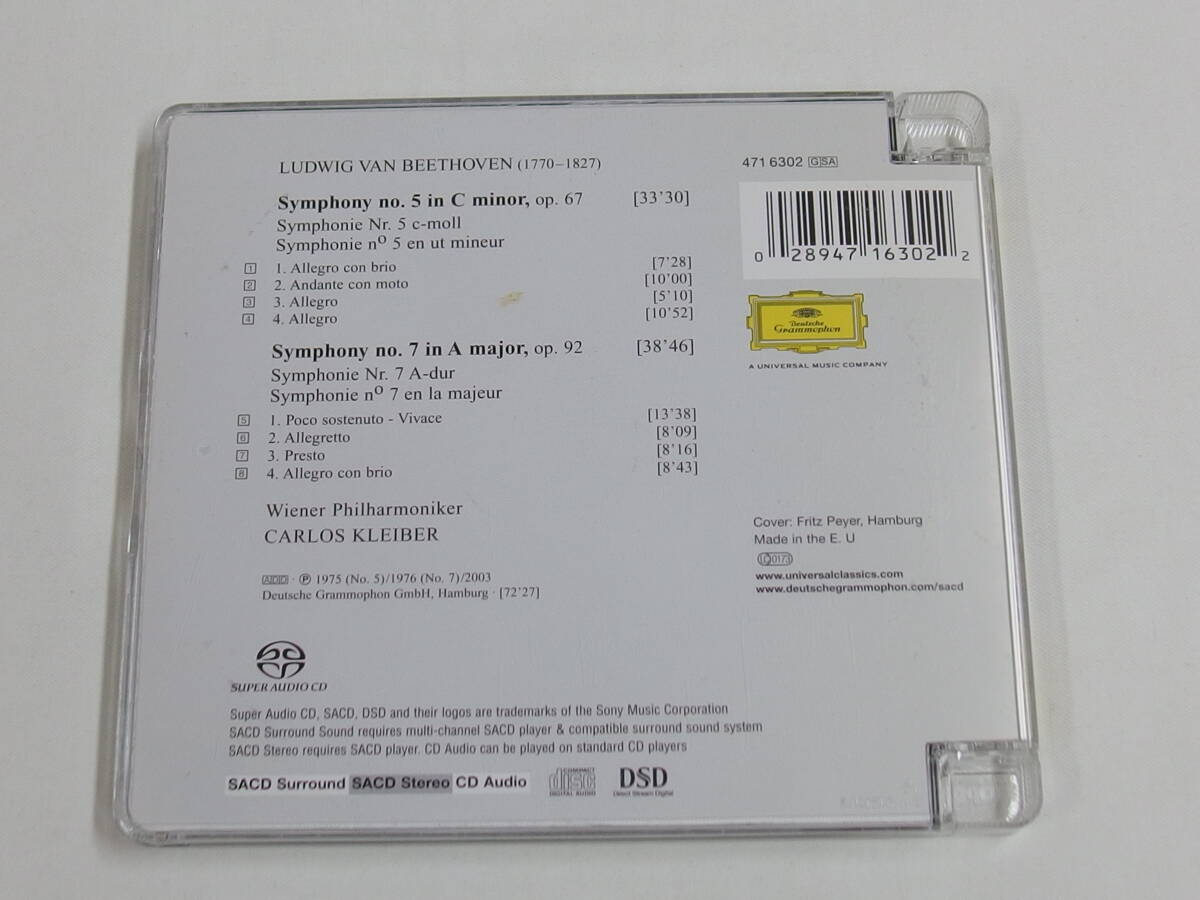 LUDWIG VAN BEETHOVEN (1770–1827)
Symphony no. 5 in C minor, op. 67 [33'30]
Symphonie Nr. 5 c-moll
Symphonie nº 5 en ut mineur
1 1. Allegro con brio [7'28]
2 2. Andante con moto [10'00]
3 3. Allegro [5'10]
4 4. Allegro [10'52]
Symphony no. 7 in A major, op. 92 [38'46]
Symphonie Nr. 7 A-dur
Symphonie nº 7 en la majeur
5 1. Poco sostenuto - Vivace [13'38]
6 2. Allegretto [8'09]
7 3. Presto [8'16]
8 4. Allegro con brio [8'43]
Wiener Philharmoniker
CARLOS KLEIBER
ADD · ℗ 1975 (No. 5)/1976 (No. 7)/2003
Deutsche Grammophon GmbH, Hamburg · [72'27]
SUPER AUDIO CD
Super Audio CD, SACD, DSD and their logos are trademarks of the Sony Music Corporation
SACD Surround Sound requires multi-channel SACD player & compatible surround sound system
SACD Stereo requires SACD player. CD Audio can be played on standard CD players
SACD Surround SACD Stereo CD Audio
COMPACT disc DIGITAL AUDIO
DSD
Direct Stream Digital
471 6302 GSA
0 28947 16302 2
Deutsche
Grammophon
A UNIVERSAL MUSIC COMPANY
Cover: Fritz Peyer, Hamburg
Made in the E. U
LC 0173
www.universalclassics.com
www.deutschegrammophon.com/sacd